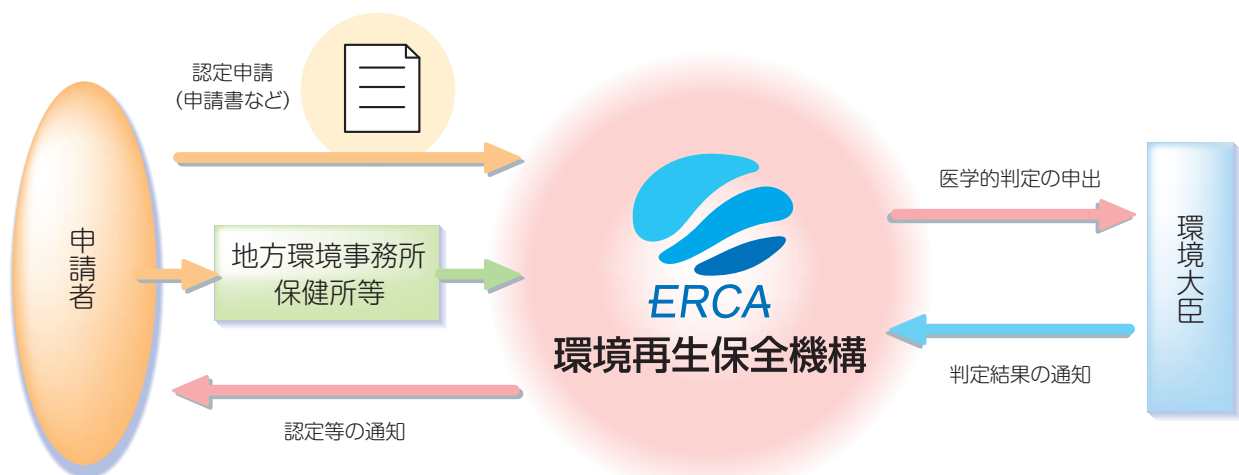 認定申請
（申請書など）
申請者
地方環境事務所
保健所等
認定等の通知
ERCA
環境再生保全機構
医学的判定の申出
判定結果の通知
環境大臣